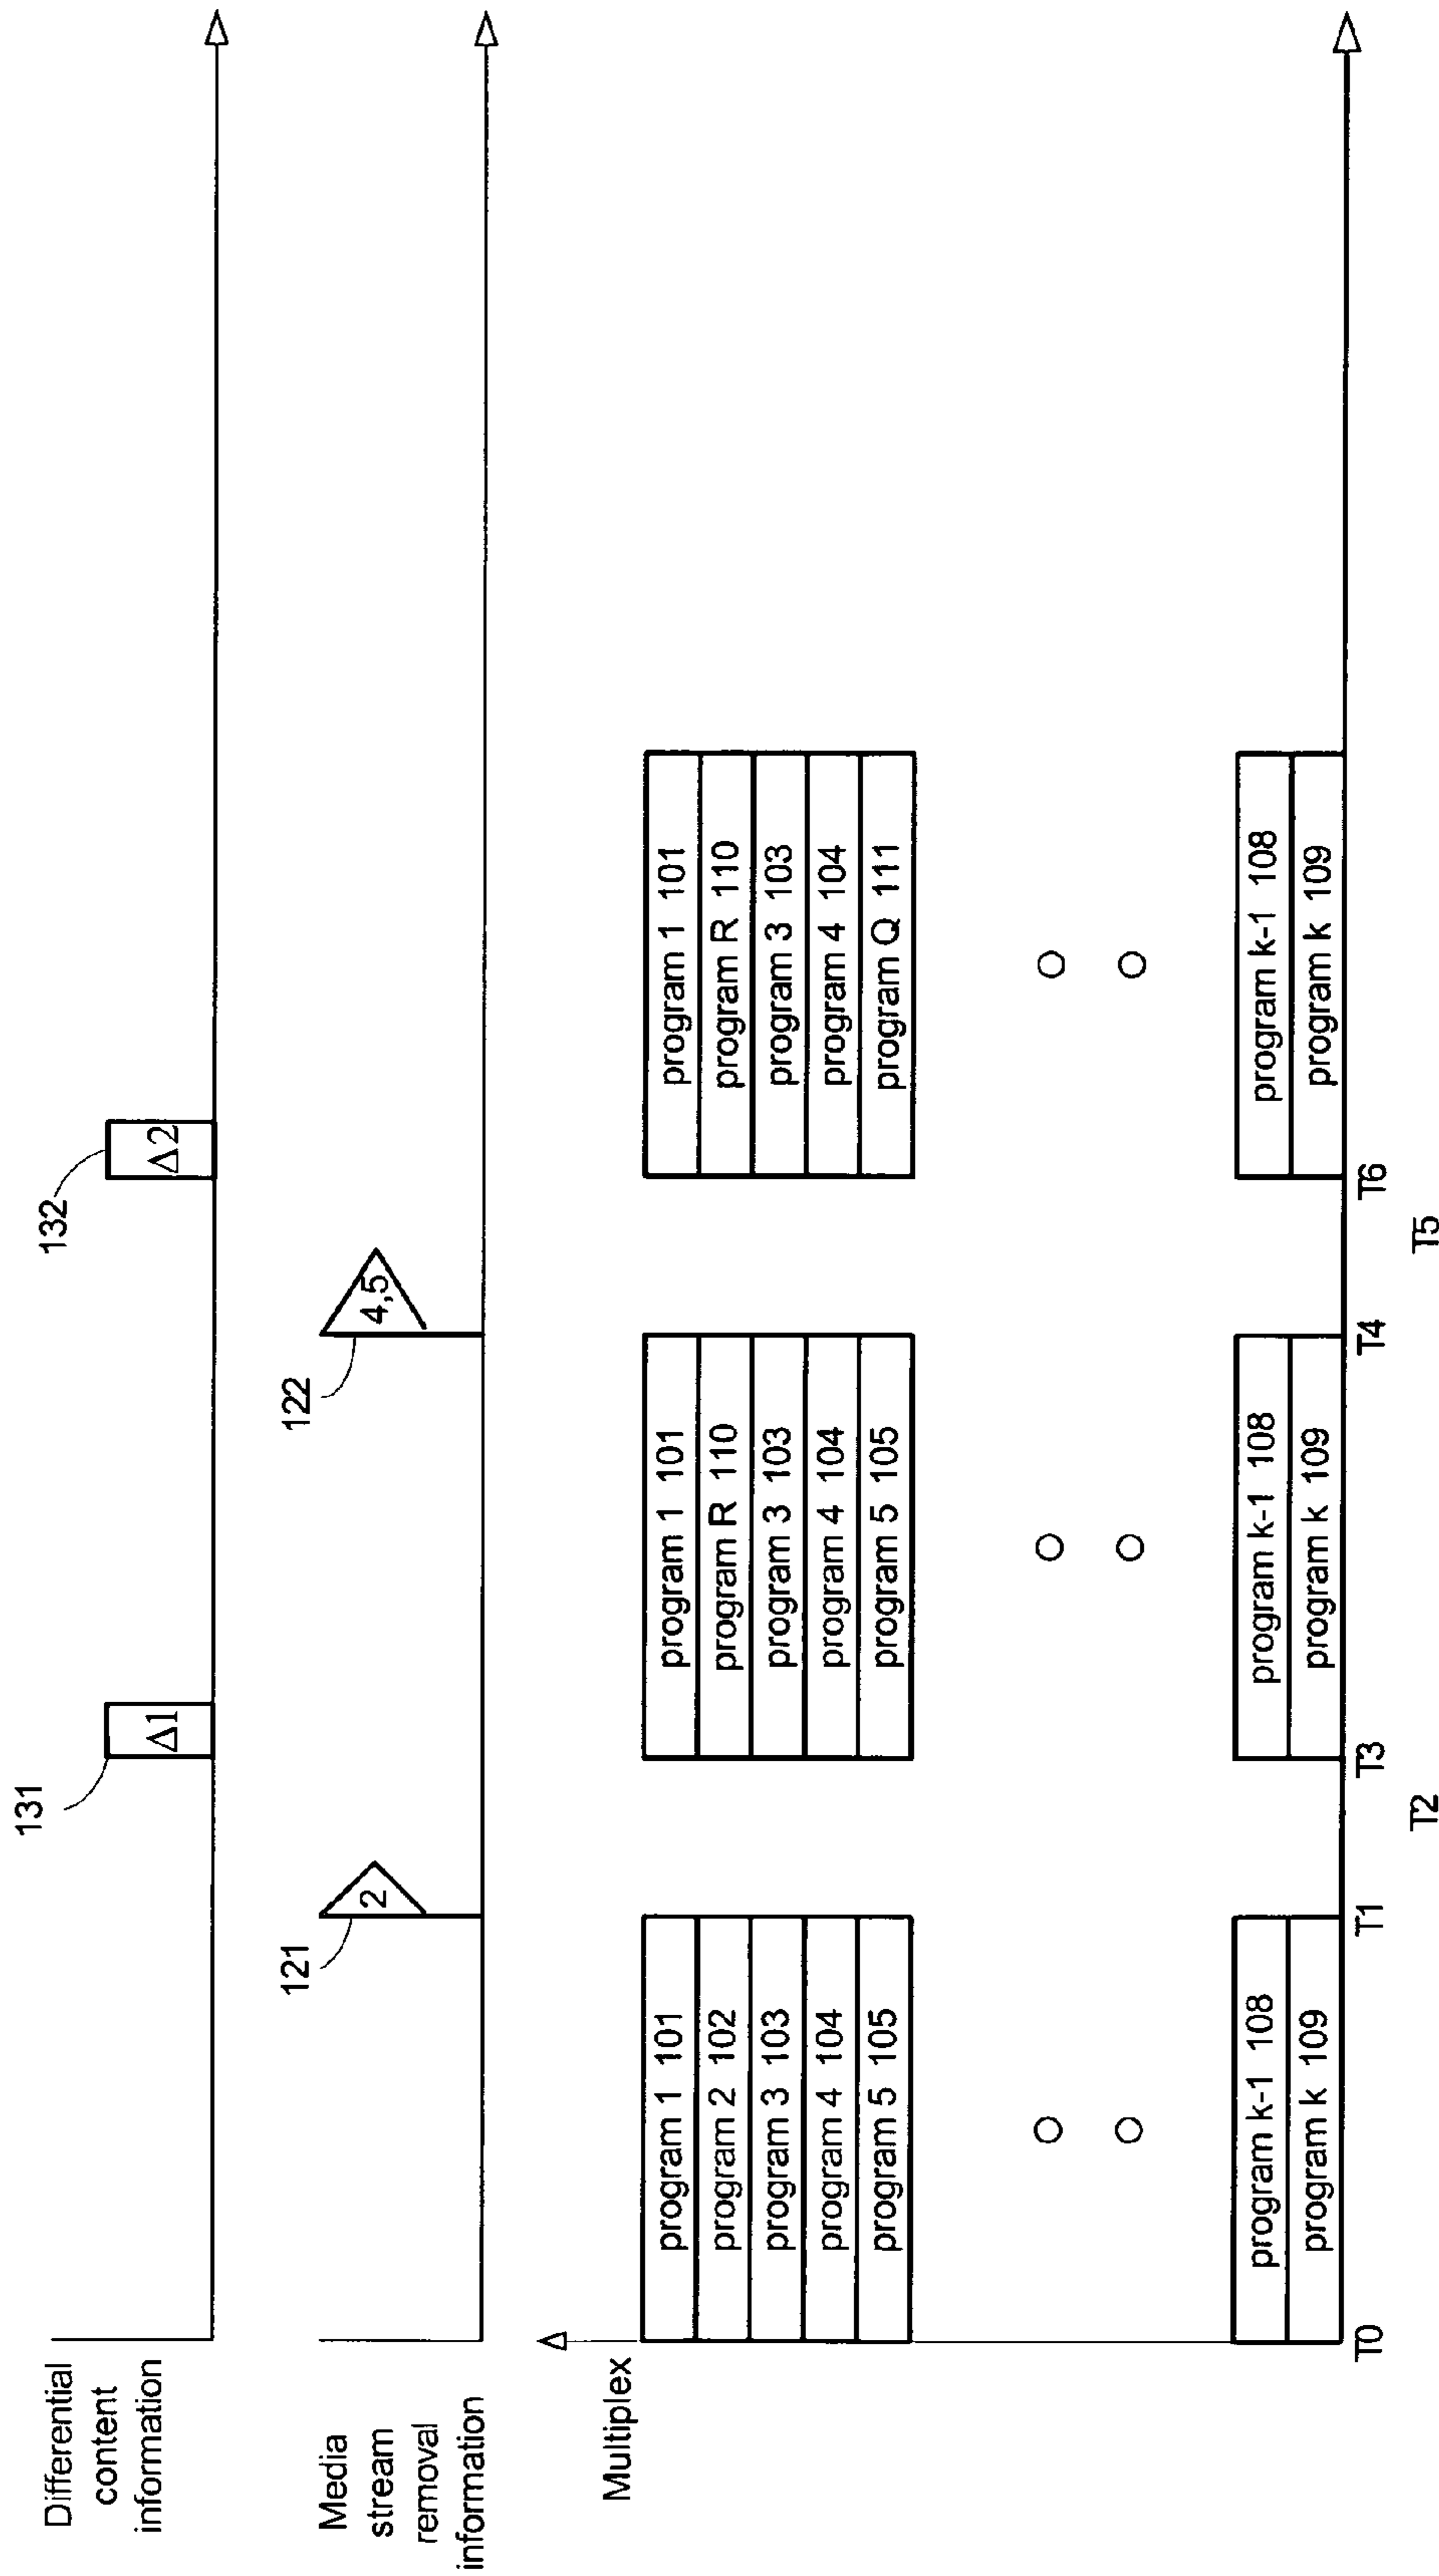 Differential
content
information
131
Δ1
132
Δ2
Media
stream
removal
information
121
2
122
4,5
Multiplex
program 1 101
program 2 102
program 3 103
program 4 104
program 5 105
program k-1 108
program k 109
program 1 101
program R 110
program 3 103
program 4 104
program 5 105
program k-1 108
program k 109
program 1 101
program R 110
program 3 103
program 4 104
program Q 111
program k-1 108
program k 109
T0
T1
T2
T3
T4
T5
T6